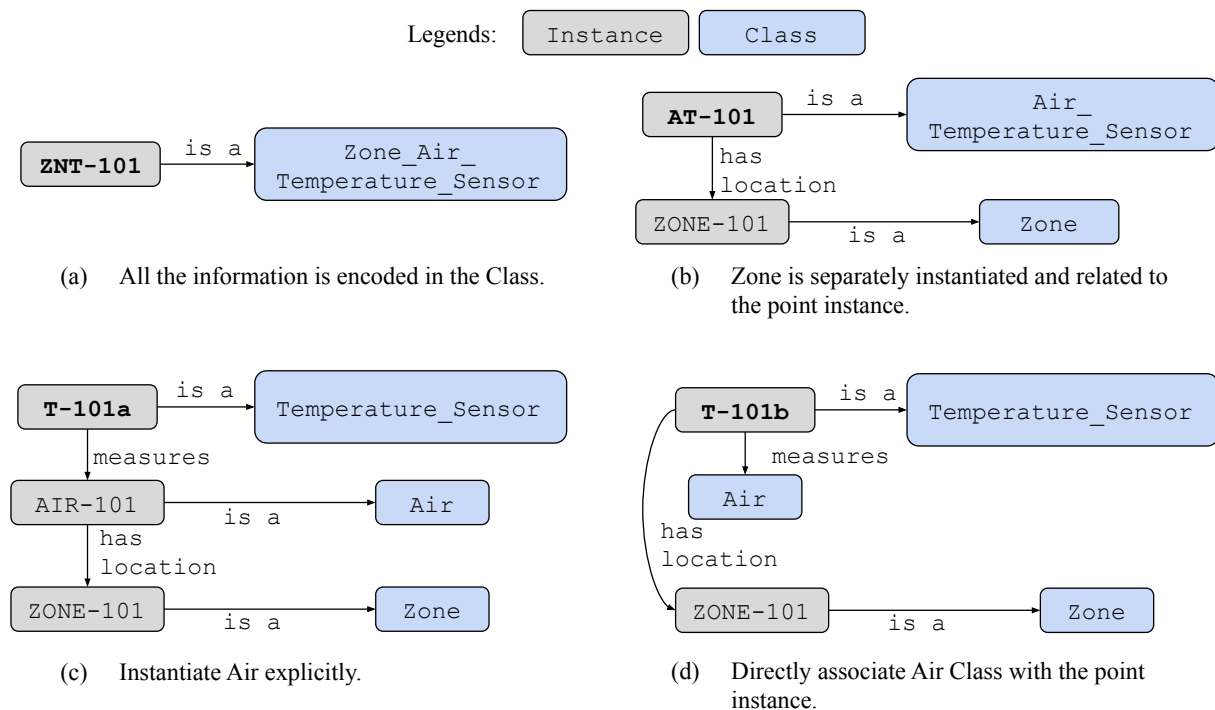 Legends: Instance Class
ZNT-101
is a
Zone_Air_
Temperature_Sensor
(a) All the information is encoded in the Class.
AT-101
is a
Air_
Temperature_Sensor
has
location
ZONE-101
is a
Zone
(b) Zone is separately instantiated and related to
the point instance.
T-101a
is a
Temperature_Sensor
measures
AIR-101
is a
Air
has
location
ZONE-101
is a
Zone
(c) Instantiate Air explicitly.
T-101b
is a
Temperature_Sensor
measures
Air
has
location
ZONE-101
is a
Zone
(d) Directly associate Air Class with the point
instance.